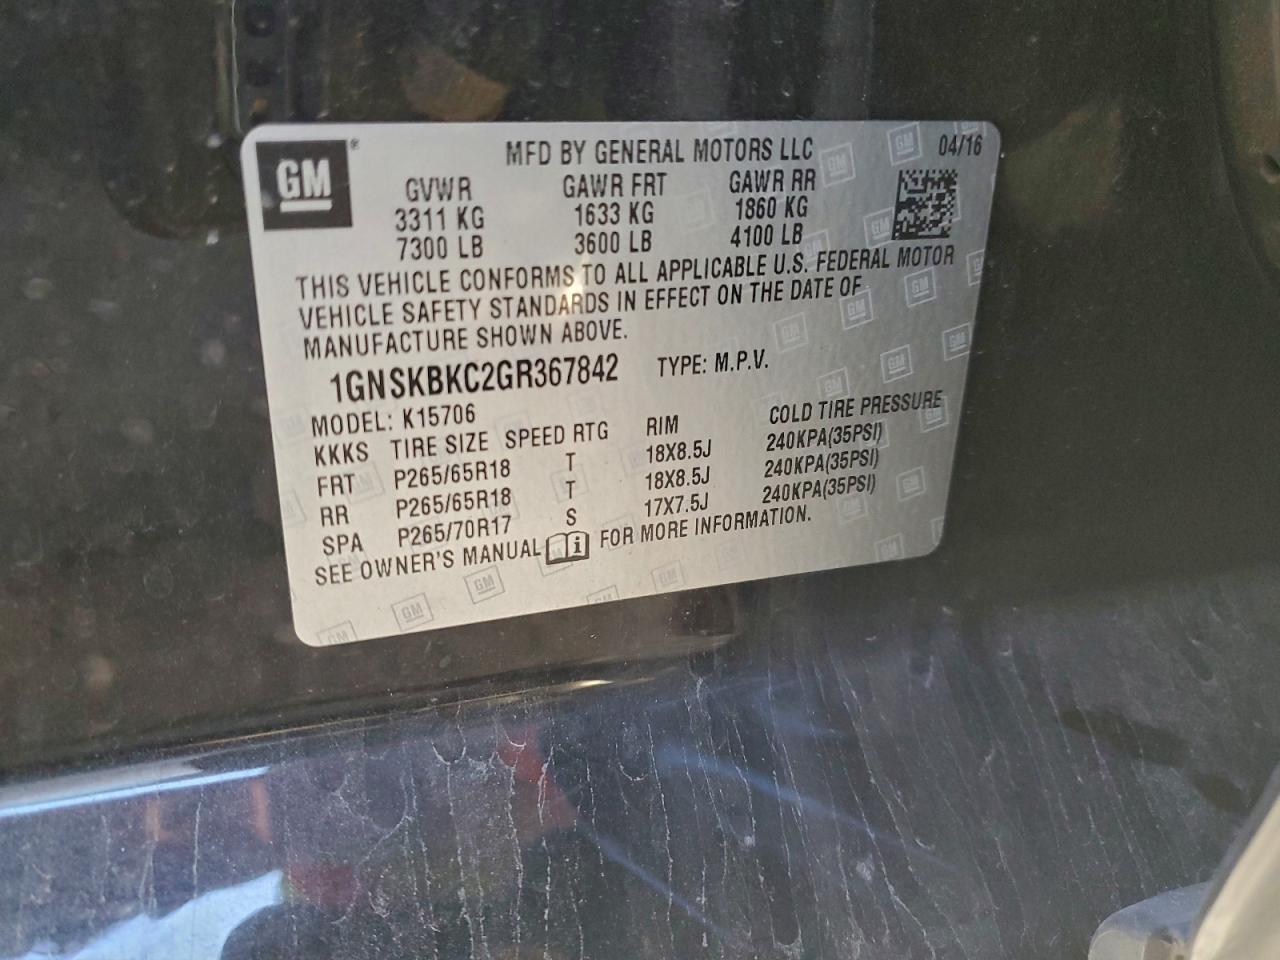 GM ®
MFD BY GENERAL MOTORS LLC 04/16
GVWR GAWR FRT GAWR RR
3311 KG 1633 KG 1860 KG
7300 LB 3600 LB 4100 LB
THIS VEHICLE CONFORMS TO ALL APPLICABLE U.S. FEDERAL MOTOR
VEHICLE SAFETY STANDARDS IN EFFECT ON THE DATE OF
MANUFACTURE SHOWN ABOVE.
1GNSKBKC2GR367842 TYPE: M.P.V.
MODEL: K15706
KKKS TIRE SIZE SPEED RTG RIM COLD TIRE PRESSURE
FRT P265/65R18 T 18X8.5J 240KPA(35PSI)
RR P265/65R18 T 18X8.5J 240KPA(35PSI)
SPA P265/70R17 S 17X7.5J 240KPA(35PSI)
SEE OWNER'S MANUAL i FOR MORE INFORMATION.